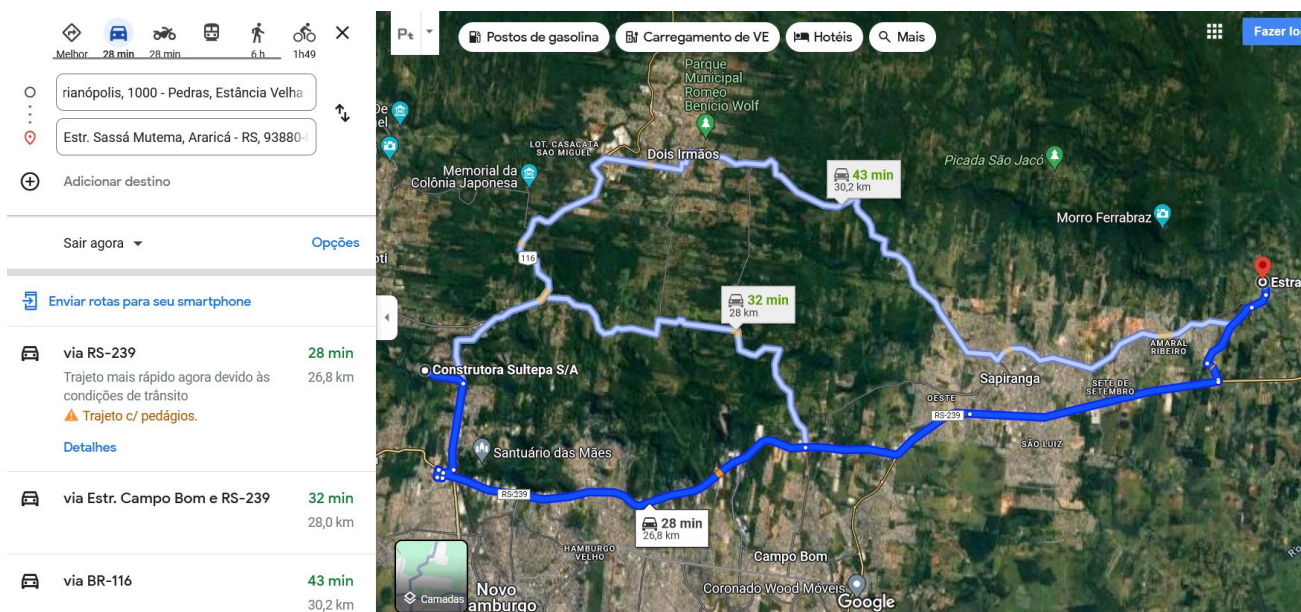 Melhor
28 min
28 min
6 h
1h49
rianópolis, 1000 - Pedras, Estância Velha
Estr. Sassá Mutema, Araricá - RS, 93880-
Adicionar destino
Sair agora
Opções
Enviar rotas para seu smartphone
via RS-239
28 min
Trajeto mais rápido agora devido às
26,8 km
condições de trânsito
Trajeto c/ pedágios.
Detalhes
via Estr. Campo Bom e RS-239
32 min
28,0 km
via BR-116
43 min
30,2 km
Postos de gasolina
Carregamento de VE
Hotéis
Mais
Fazer lo
Parque
Municipal
Romeo
Benício Wolf
De
el
LOT. CASACATA
SAO MIGUEL
Dois Irmãos
Memorial da
Colônia Japonesa
43 min
30,2 km
Picada São Jacó
Morro Ferrabraz
116
oti
32 min
28 km
Estra
Construtora Sultepa S/A
AMARAL
RIBEIRO
Sapiranga
SETE DE
SETEMBRO
OESTE
RS-239
SÃO LUIZ
Santuário das Mães
RS-239
28 min
26,8 km
HAMBURGO
VELHO
Campo Bom
Coronado Wood Móveis
Novo
amburgo
Camadas
Google